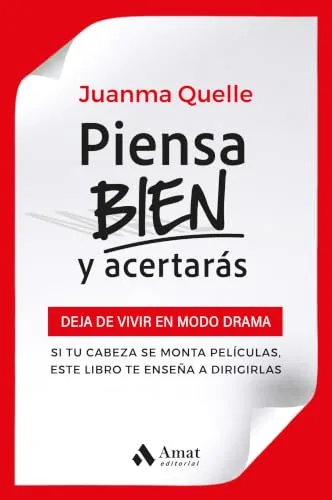 Juanma Quelle
Piensa
BIEN
y acertarás
DEJA DE VIVIR EN MODO DRAMA
SI TU CABEZA SE MONTA PELÍCULAS,
ESTE LIBRO TE ENSEÑA A DIRIGIRLAS
Amat
editorial